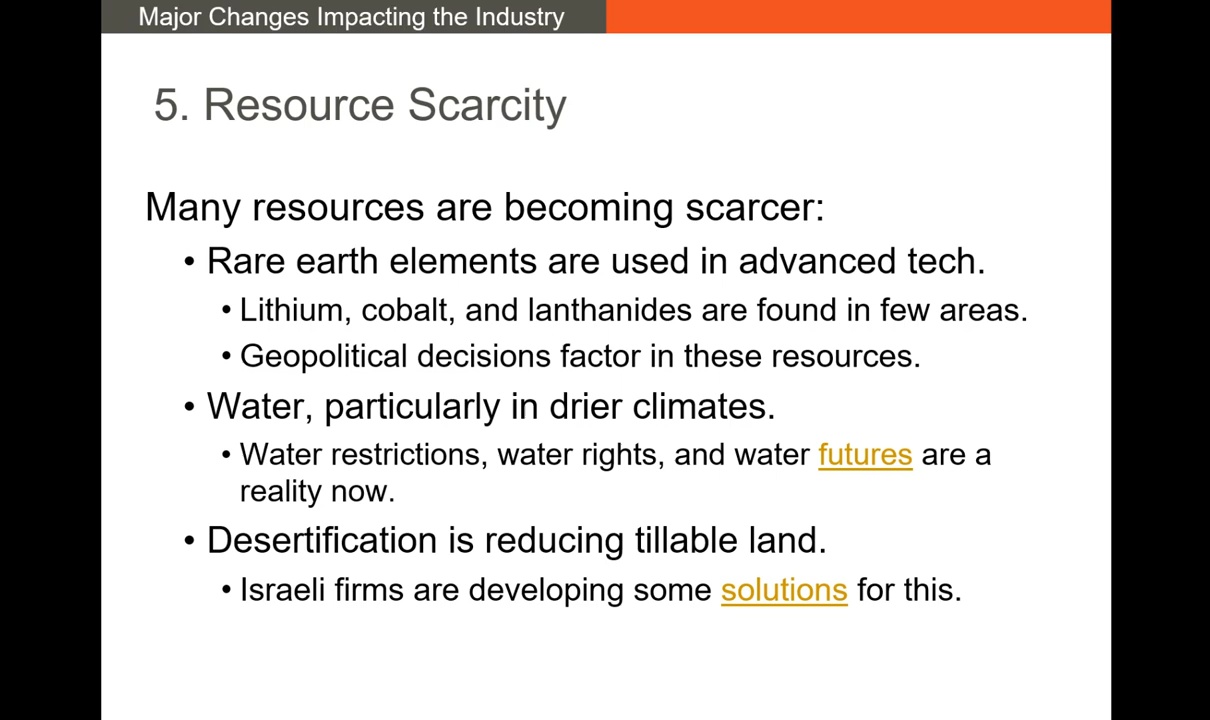 Major Changes Impacting the Industry
5. Resource Scarcity
Many resources are becoming scarcer:
• Rare earth elements are used in advanced tech.
• Lithium, cobalt, and lanthanides are found in few areas.
• Geopolitical decisions factor in these resources.
• Water, particularly in drier climates.
• Water restrictions, water rights, and water futures are a
reality now.
• Desertification is reducing tillable land.
• Israeli firms are developing some solutions for this.